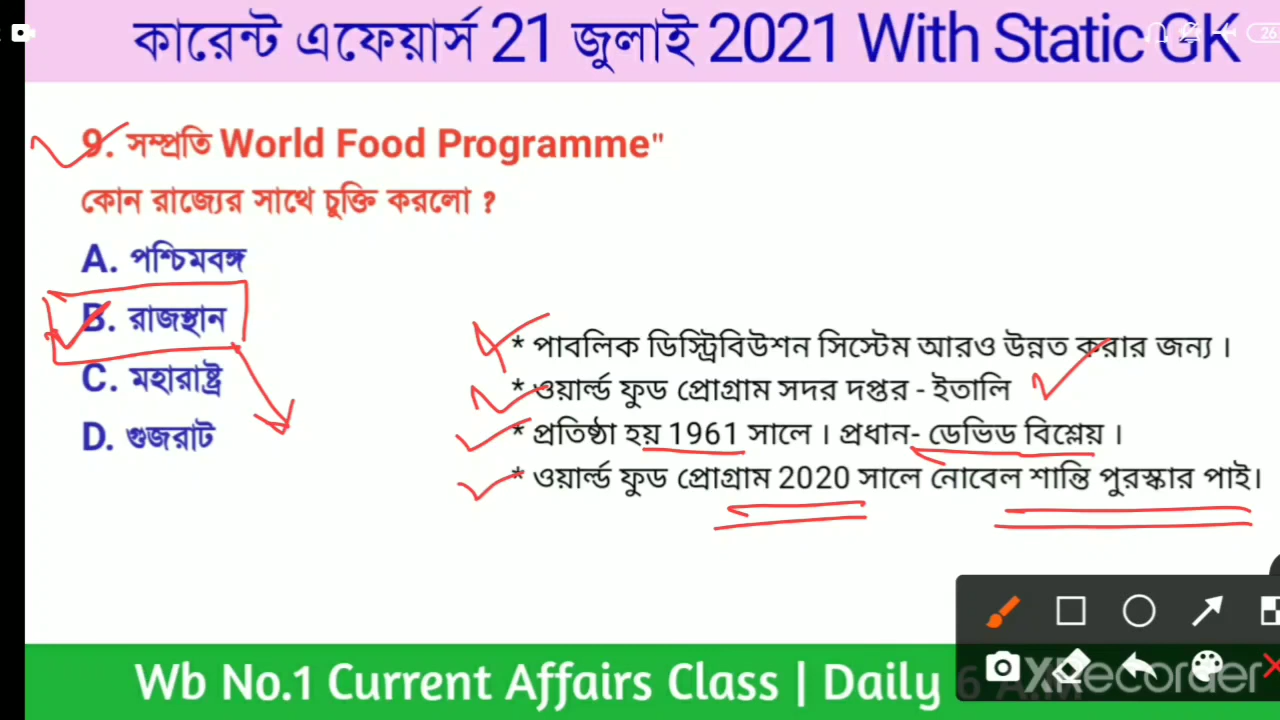 কারেন্ট এফেয়ার্স 21 জুলাই 2021 With Static GK
9. সম্প্রতি World Food Programme"
কোন রাজ্যের সাথে চুক্তি করলো ?
A. পশ্চিমবঙ্গ
B. রাজস্থান
C. মহারাষ্ট্র
D. গুজরাট
* পাবলিক ডিস্ট্রিবিউশন সিস্টেম আরও উন্নত করার জন্য ।
* ওয়ার্ল্ড ফুড প্রোগ্রাম সদর দপ্তর - ইতালি
* প্রতিষ্ঠা হয় 1961 সালে । প্রধান- ডেভিড বিশ্লেয় ।
* ওয়ার্ল্ড ফুড প্রোগ্রাম 2020 সালে নোবেল শান্তি পুরস্কার পাই।
Wb No.1 Current Affairs Class | Daily 6
XRecorder